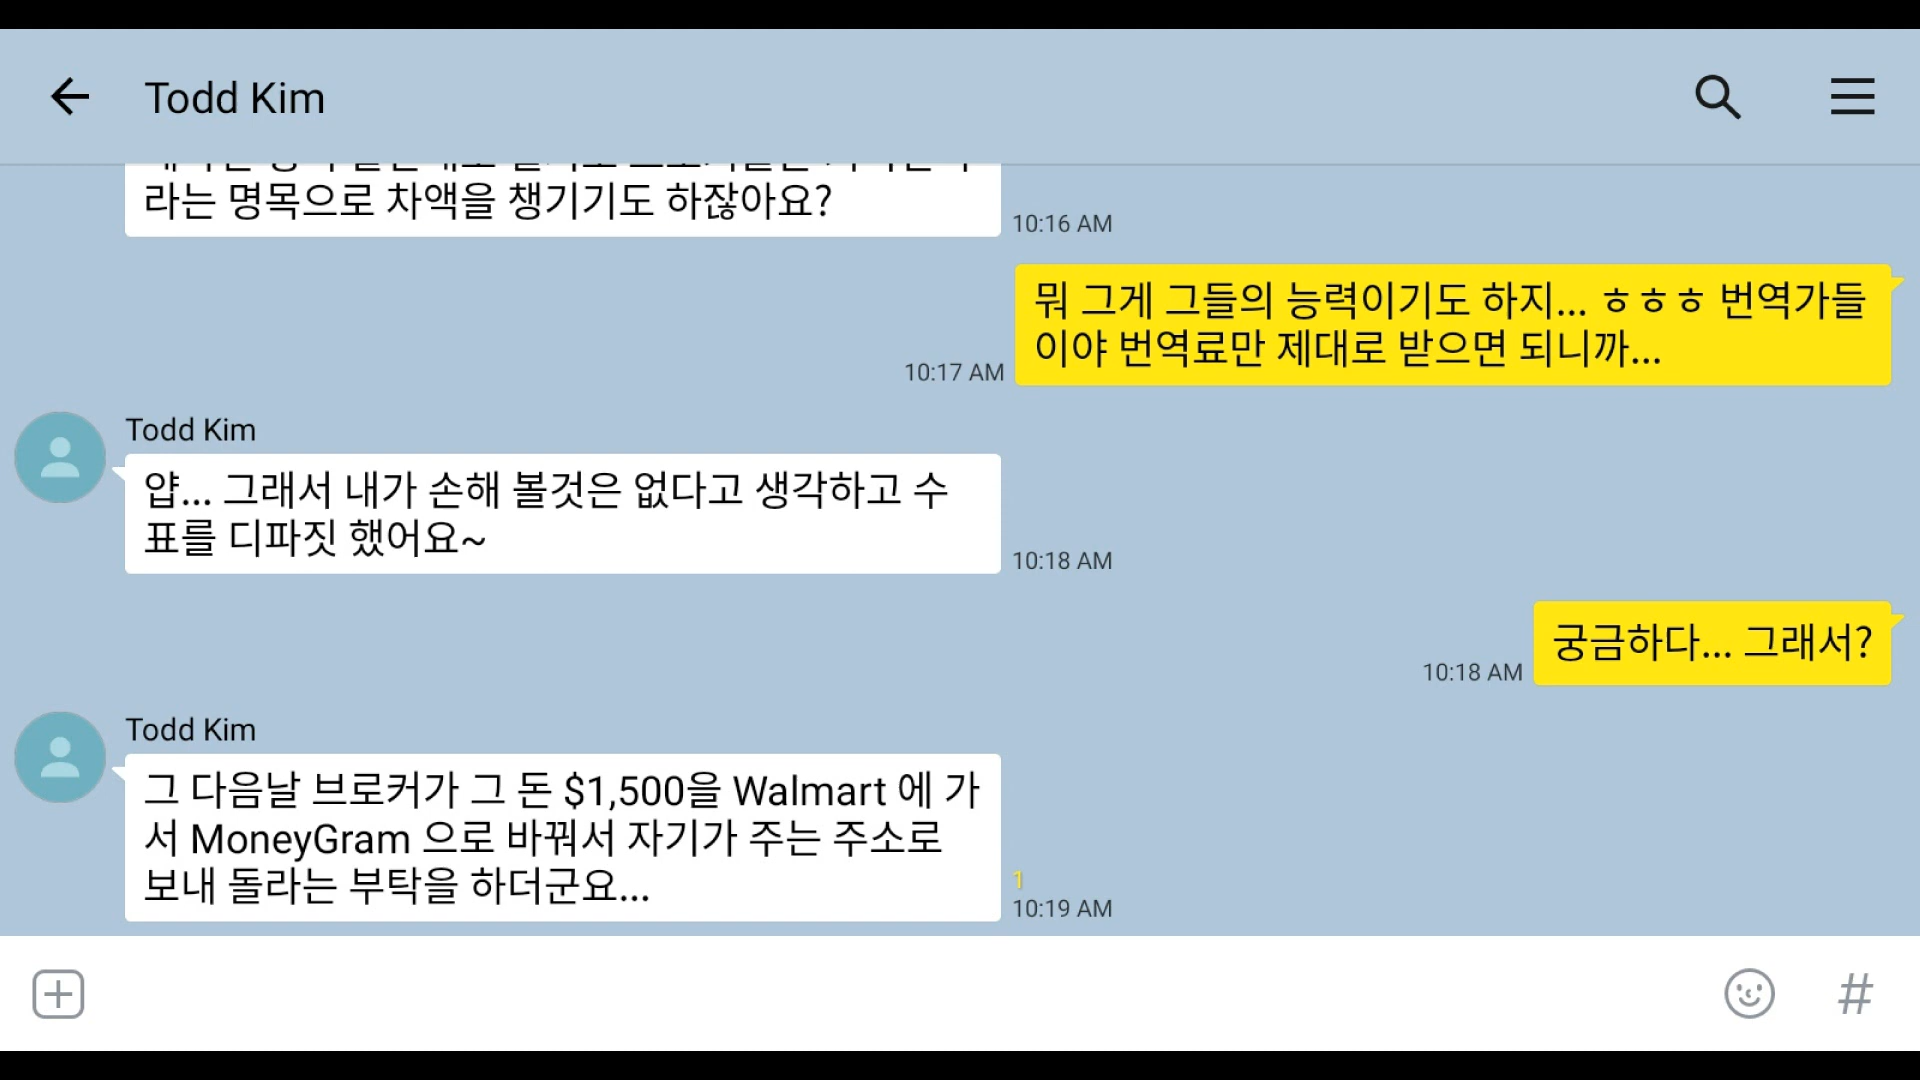 Todd Kim
라는 명목으로 차액을 챙기기도 하잖아요?
10:16 AM
뭐 그게 그들의 능력이기도 하지... ㅎㅎㅎ 번역가들
이야 번역료만 제대로 받으면 되니까...
10:17 AM
Todd Kim
얍... 그래서 내가 손해 볼것은 없다고 생각하고 수
표를 디파짓 했어요~
10:18 AM
궁금하다... 그래서?
10:18 AM
Todd Kim
그 다음날 브로커가 그 돈 $1,500을 Walmart 에 가
서 MoneyGram 으로 바꿔서 자기가 주는 주소로
보내 돌라는 부탁을 하더군요...
1
10:19 AM
#